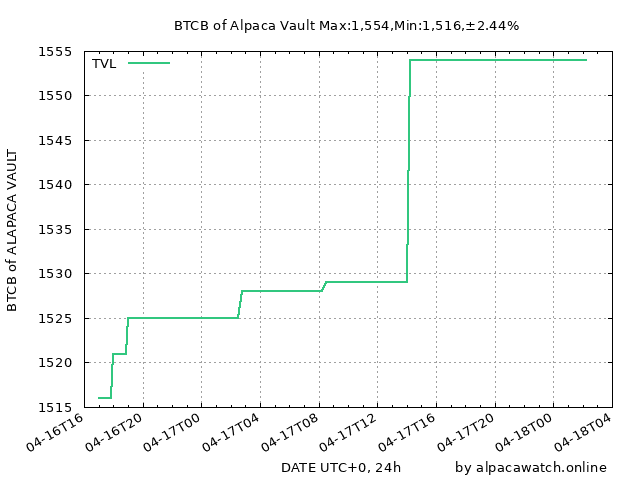 BTCB of Alpaca Vault Max:1,554,Min:1,516,±2.44%
TVL
1555
1550
1545
1540
1535
1530
1525
1520
1515
BTCB of ALAPACA VAULT
04-16T16
04-16T20
04-17T00
04-17T04
04-17T08
04-17T12
04-17T16
04-17T20
04-18T00
04-18T04
DATE UTC+0, 24h
by alpacawatch.online